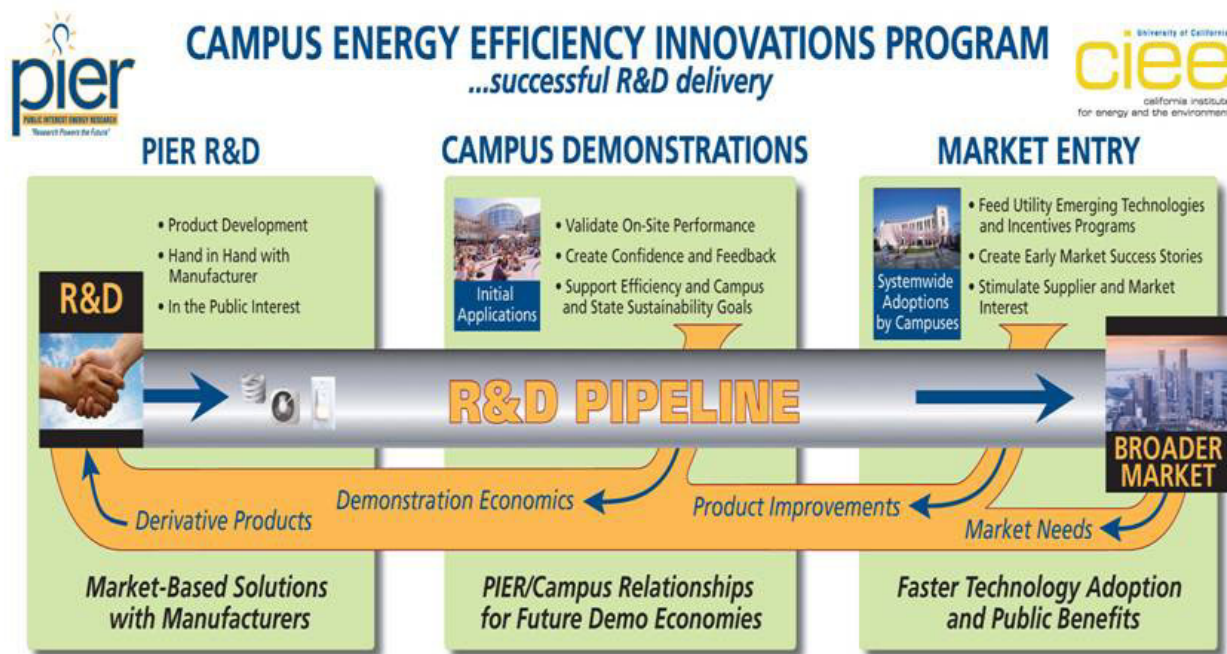 pier
PUBLIC INTEREST ENERGY RESEARCH
"Research Powers the Future"
CAMPUS ENERGY EFFICIENCY INNOVATIONS PROGRAM
...successful R&D delivery
University of California
ciee
california institute
for energy and the environment
PIER R&D
• Product Development
• Hand in Hand with
Manufacturer
• In the Public Interest
R&D
CAMPUS DEMONSTRATIONS
Initial
Applications
• Validate On-Site Performance
• Create Confidence and Feedback
• Support Efficiency and Campus
and State Sustainability Goals
MARKET ENTRY
Systemwide
Adoptions
by Campuses
• Feed Utility Emerging Technologies
and Incentives Programs
• Create Early Market Success Stories
• Stimulate Supplier and Market
Interest
R&D PIPELINE
BROADER
MARKET
Derivative Products
Demonstration Economics
Product Improvements
Market Needs
Market-Based Solutions
with Manufacturers
PIER/Campus Relationships
for Future Demo Economies
Faster Technology Adoption
and Public Benefits